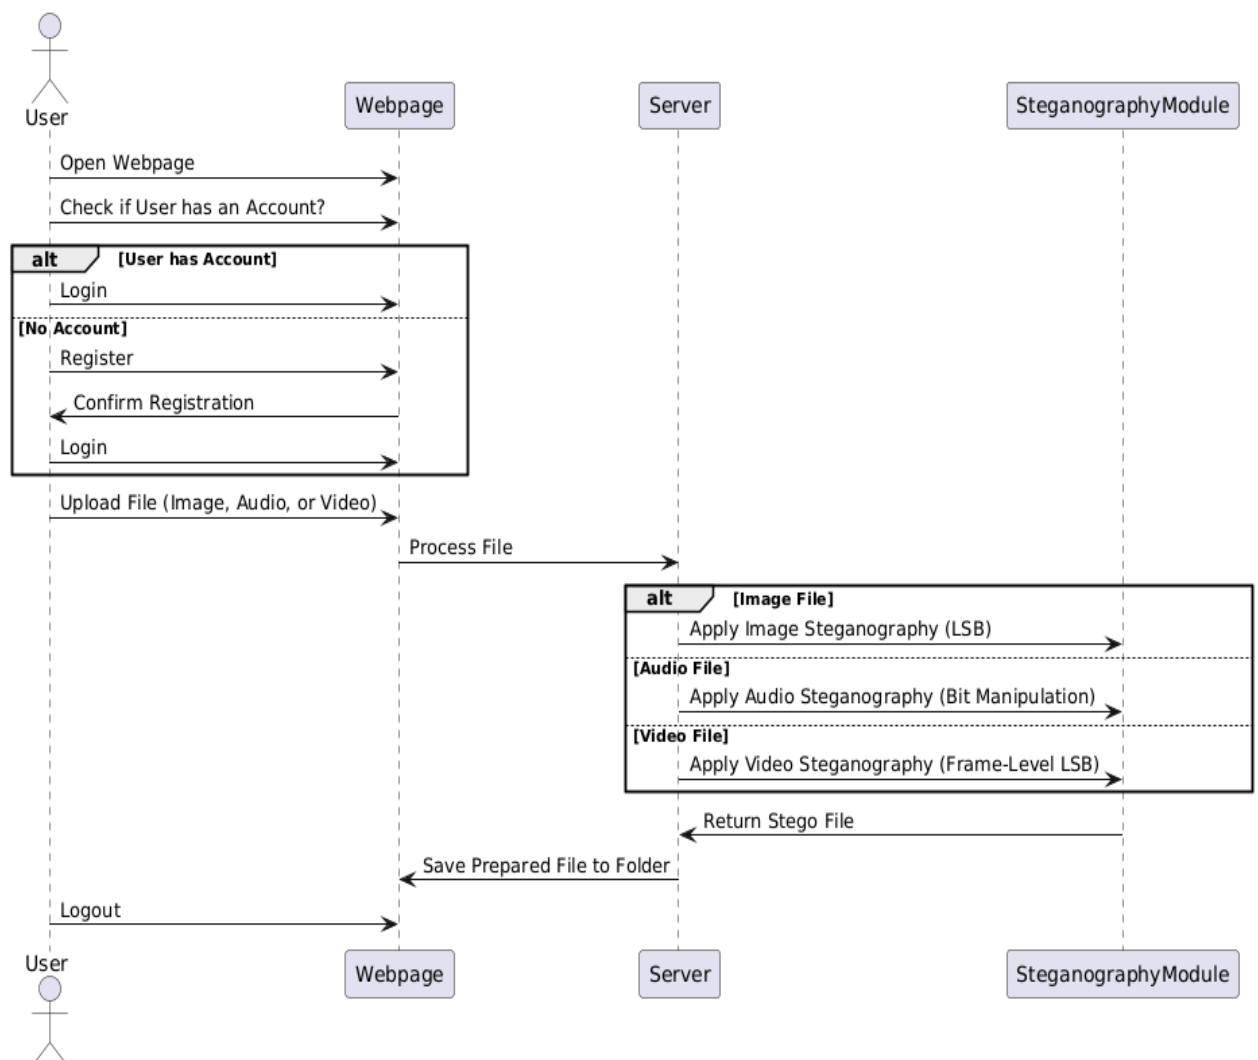 User
Webpage
Server
SteganographyModule
Open Webpage
Check if User has an Account?
alt
[User has Account]
Login
[No Account]
Register
Confirm Registration
Login
Upload File (Image, Audio, or Video)
Process File
alt
[Image File]
Apply Image Steganography (LSB)
[Audio File]
Apply Audio Steganography (Bit Manipulation)
[Video File]
Apply Video Steganography (Frame-Level LSB)
Return Stego File
Save Prepared File to Folder
Logout
User
Webpage
Server
SteganographyModule